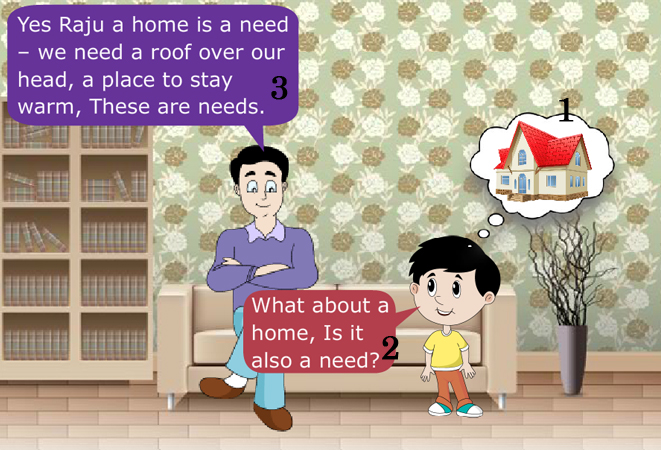 Yes Raju a home is a need
– we need a roof over our
head, a place to stay
warm, These are needs.
3
1
What about a
home, Is it
also a need?
2